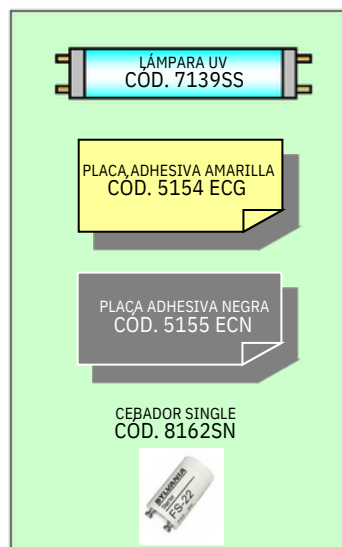 LÁMPARA UV
CÓD. 7139SS
PLACA ADHESIVA AMARILLA
CÓD. 5154 ECG
PLACA ADHESIVA NEGRA
CÓD. 5155 ECN
CEBADOR SINGLE
CÓD. 8162SN
SYLVANIA
Starter
FS-22